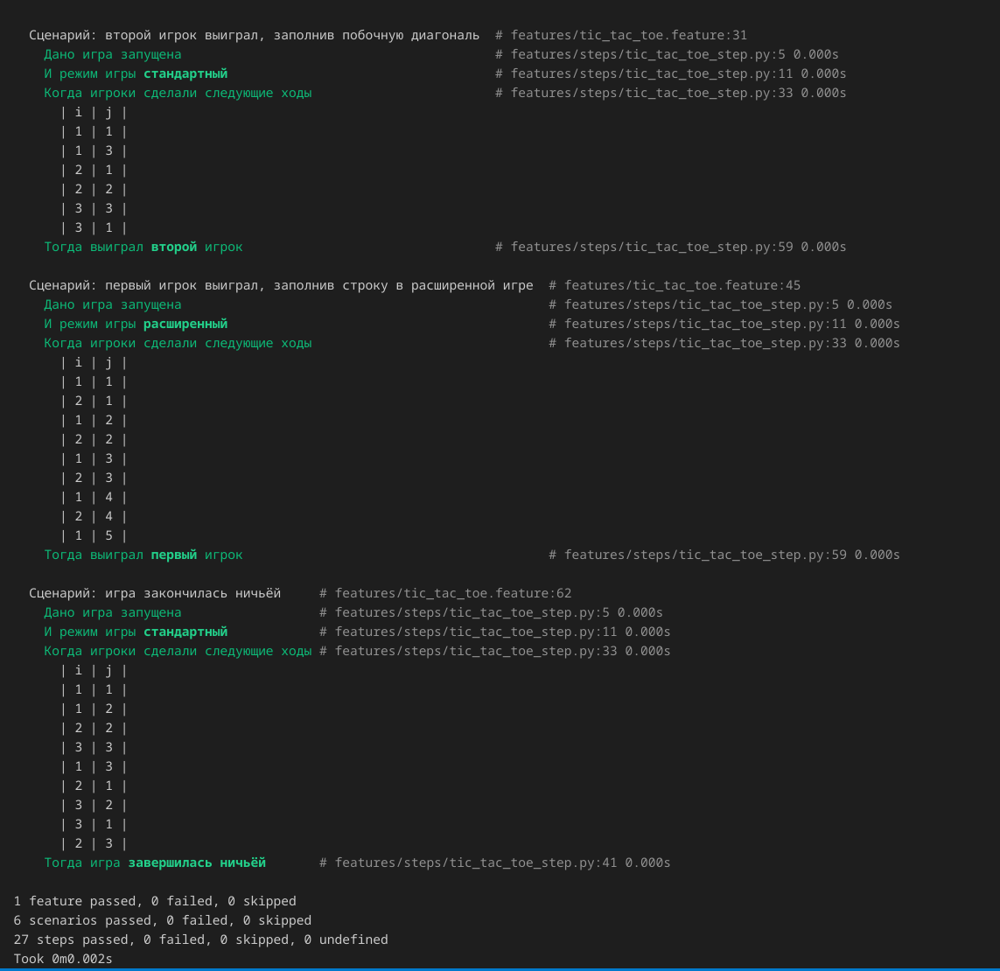 Сценарий: второй игрок выиграл, заполнив побочную диагональ  # features/tic_tac_toe.feature:31
Дано игра запущена  # features/steps/tic_tac_toe_step.py:5 0.000s
И режим игры стандартный  # features/steps/tic_tac_toe_step.py:11 0.000s
Когда игроки сделали следующие ходы  # features/steps/tic_tac_toe_step.py:33 0.000s
| i | j |
| 1 | 1 |
| 1 | 3 |
| 2 | 1 |
| 2 | 2 |
| 3 | 3 |
| 3 | 1 |
Тогда выиграл второй игрок  # features/steps/tic_tac_toe_step.py:59 0.000s
Сценарий: первый игрок выиграл, заполнив строку в расширенной игре  # features/tic_tac_toe.feature:45
Дано игра запущена  # features/steps/tic_tac_toe_step.py:5 0.000s
И режим игры расширенный  # features/steps/tic_tac_toe_step.py:11 0.000s
Когда игроки сделали следующие ходы  # features/steps/tic_tac_toe_step.py:33 0.000s
| i | j |
| 1 | 1 |
| 2 | 1 |
| 1 | 2 |
| 2 | 2 |
| 1 | 3 |
| 2 | 3 |
| 1 | 4 |
| 2 | 4 |
| 1 | 5 |
Тогда выиграл первый игрок  # features/steps/tic_tac_toe_step.py:59 0.000s
Сценарий: игра закончилась ничьёй  # features/tic_tac_toe.feature:62
Дано игра запущена  # features/steps/tic_tac_toe_step.py:5 0.000s
И режим игры стандартный  # features/steps/tic_tac_toe_step.py:11 0.000s
Когда игроки сделали следующие ходы # features/steps/tic_tac_toe_step.py:33 0.000s
| i | j |
| 1 | 1 |
| 1 | 2 |
| 2 | 2 |
| 3 | 3 |
| 1 | 3 |
| 2 | 1 |
| 3 | 2 |
| 3 | 1 |
| 2 | 3 |
Тогда игра завершилась ничьёй  # features/steps/tic_tac_toe_step.py:41 0.000s
1 feature passed, 0 failed, 0 skipped
6 scenarios passed, 0 failed, 0 skipped
27 steps passed, 0 failed, 0 skipped, 0 undefined
Took 0m0.002s